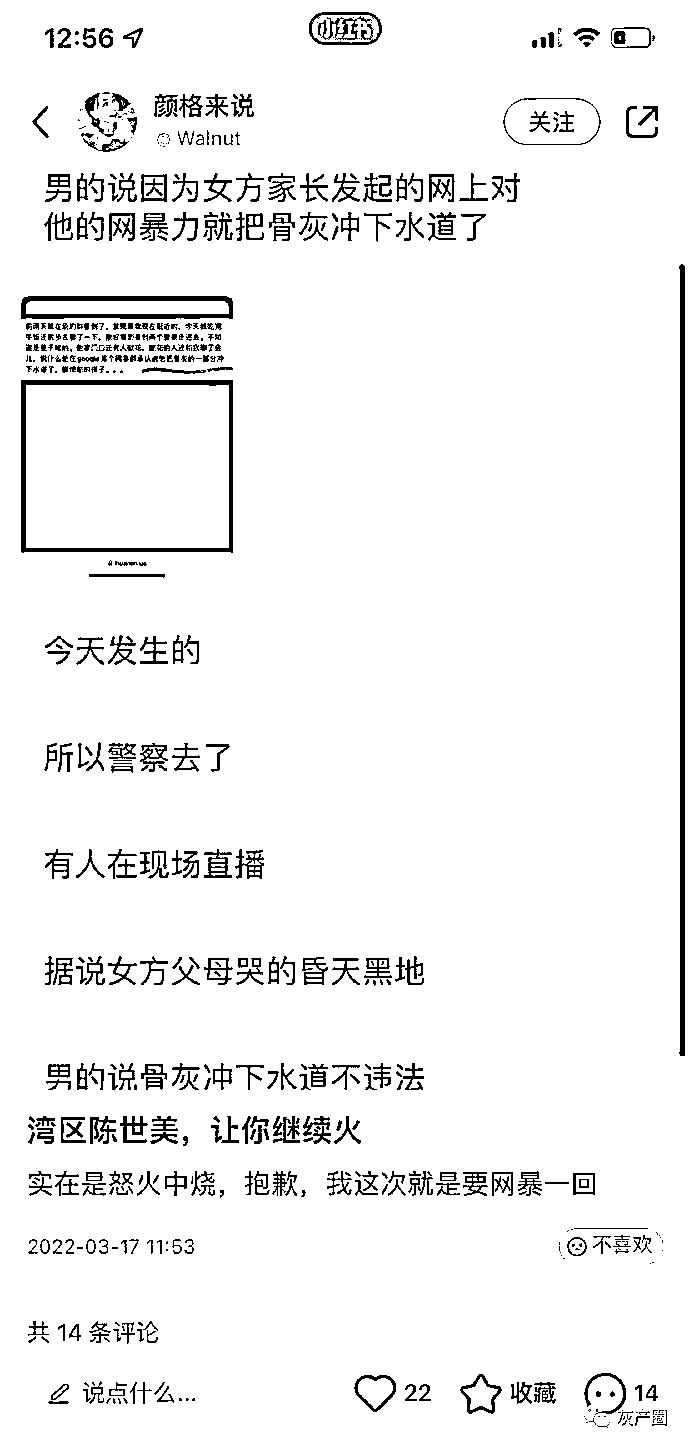 12:56
小红书
颜格来说
Walnut
关注
男的说因为女方家长发起的网上对
他的网暴力就把骨灰冲下水道了
今天发生的
所以警察去了
有人在现场直播
据说女方父母哭的昏天黑地
男的说骨灰冲下水道不违法
湾区陈世美，让你继续火
实在是怒火中烧，抱歉，我这次就是要网暴一回
2022-03-17 11:53
不喜欢
共 14 条评论
说点什么...
22
收藏
14
灰产圈